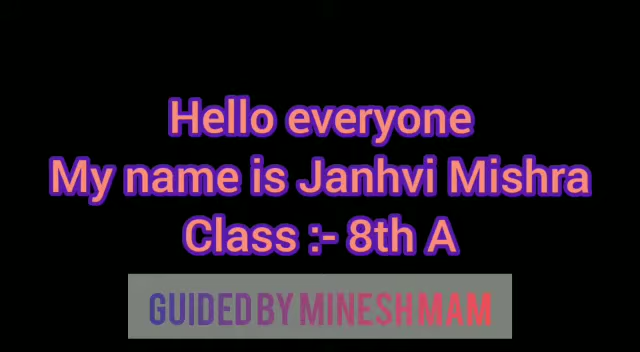 Hello everyone
My name is Janhvi Mishra
Class :- 8th A
GUIDED BY MINESH MAM